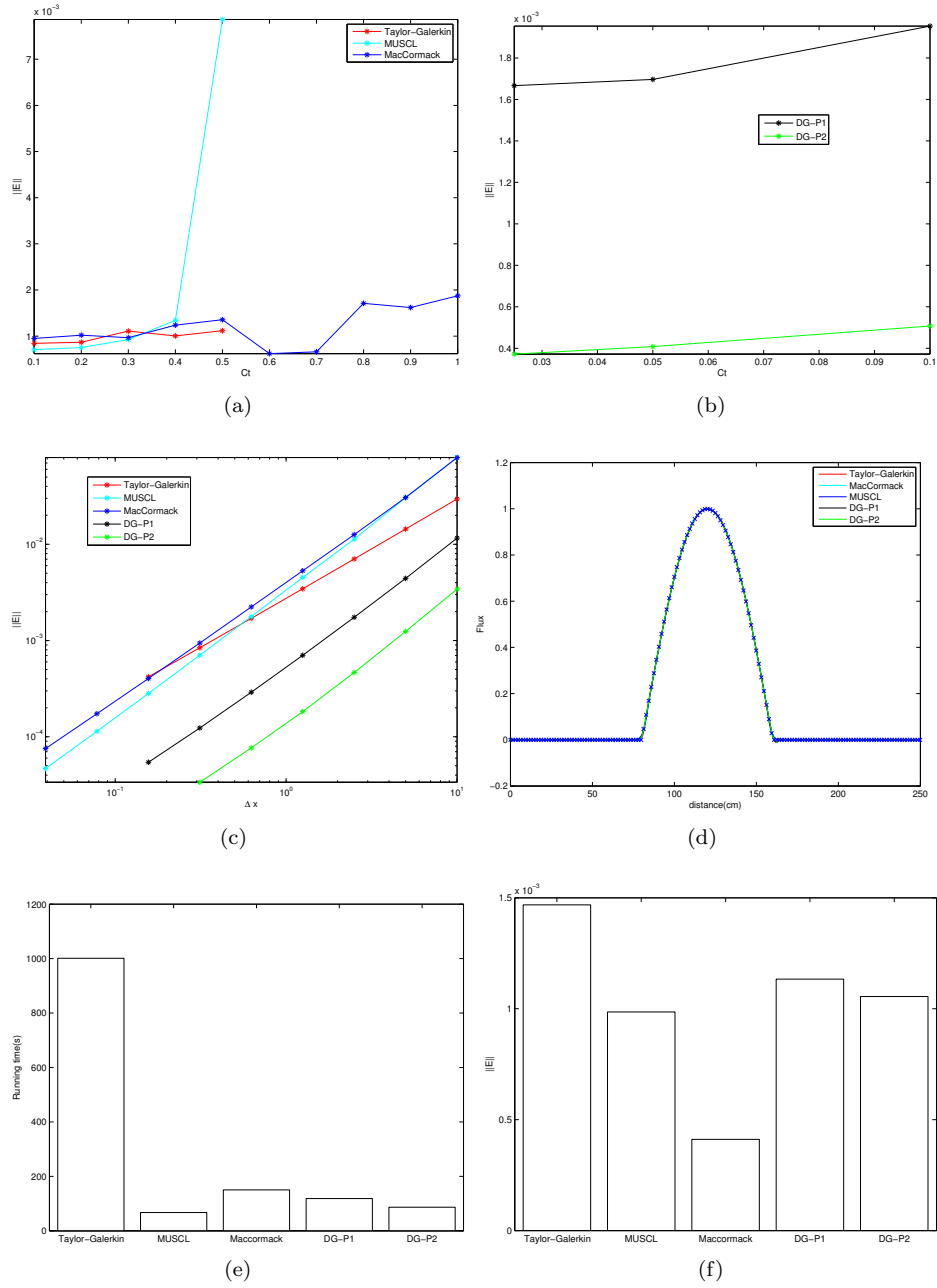 x 10⁻³
7
6
5
4
3
2
1
||E||
0.1 0.2 0.3 0.4 0.5 0.6 0.7 0.8 0.9 1
Ct
Taylor−Galerkin
MUSCL
MacCormack
(a)
x 10⁻³
1.8
1.6
1.4
1.2
1
0.8
0.6
0.4
||E||
0.03 0.04 0.05 0.06 0.07 0.08 0.09 0.1
Ct
DG−P1
DG−P2
(b)
10⁻²
10⁻³
10⁻⁴
||E||
10⁻¹ 10⁰ 10¹
Δ x
Taylor−Galerkin
MUSCL
MacCormack
DG−P1
DG−P2
(c)
1.2
1
0.8
0.6
0.4
0.2
0
−0.2
Flux
0 50 100 150 200 250
distance(cm)
Taylor−Galerkin
MacCormack
MUSCL
DG−P1
DG−P2
(d)
1200
1000
800
600
400
200
0
Running time(s)
Taylor−Galerkin MUSCL Maccormack DG−P1 DG−P2
(e)
x 10⁻³
1.5
1
0.5
0
||E||
Taylor−Galerkin MUSCL Maccormack DG−P1 DG−P2
(f)